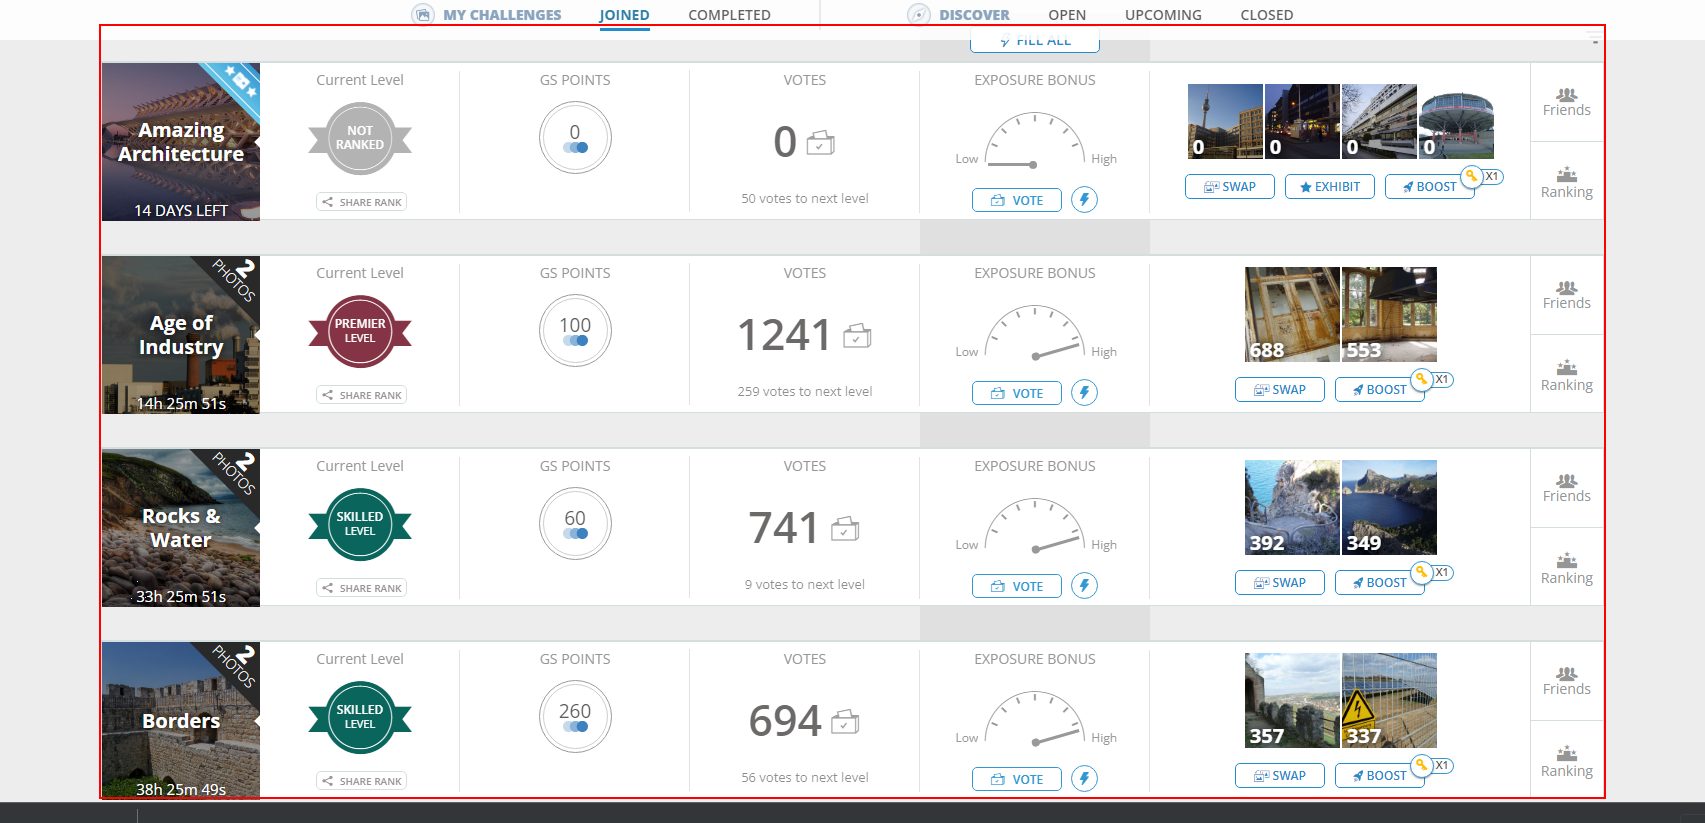 MY CHALLENGES JOINED COMPLETED DISCOVER OPEN UPCOMING CLOSED
FILL ALL
Amazing
Architecture
14 DAYS LEFT
Current Level
NOT
RANKED
SHARE RANK
GS POINTS
0
VOTES
0
50 votes to next level
EXPOSURE BONUS
Low High
VOTE
0 0 0 0
SWAP EXHIBIT BOOST X1
Friends
Ranking
2
PHOTOS
Age of
Industry
14h 25m 51s
Current Level
PREMIER
LEVEL
SHARE RANK
GS POINTS
100
VOTES
1241
259 votes to next level
EXPOSURE BONUS
Low High
VOTE
688 553
SWAP BOOST X1
Friends
Ranking
2
PHOTOS
Rocks &
Water
33h 25m 51s
Current Level
SKILLED
LEVEL
SHARE RANK
GS POINTS
60
VOTES
741
9 votes to next level
EXPOSURE BONUS
Low High
VOTE
392 349
SWAP BOOST X1
Friends
Ranking
2
PHOTOS
Borders
38h 25m 49s
Current Level
SKILLED
LEVEL
SHARE RANK
GS POINTS
260
VOTES
694
56 votes to next level
EXPOSURE BONUS
Low High
VOTE
357 337
SWAP BOOST X1
Friends
Ranking